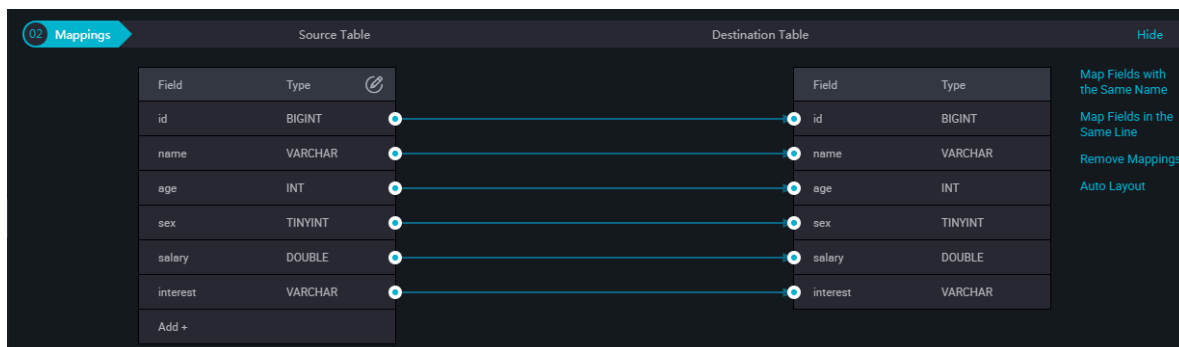 02 Mappings Source Table Destination Table Hide
Field Type Field Type
id BIGINT id BIGINT
name VARCHAR name VARCHAR
age INT age INT
sex TINYINT sex TINYINT
salary DOUBLE salary DOUBLE
interest VARCHAR interest VARCHAR
Add +
Map Fields with
the Same Name
Map Fields in the
Same Line
Remove Mappings
Auto Layout